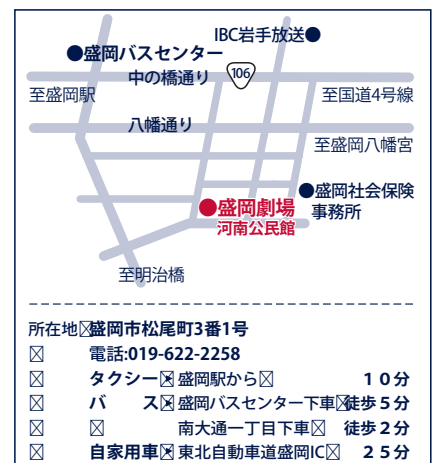 IBC岩手放送●
●盛岡バスセンター
中の橋通り
106
至盛岡駅
至国道4号線
八幡通り
至盛岡八幡宮
●盛岡社会保険
事務所
●盛岡劇場
河南公民館
至明治橋
所在地 盛岡市松尾町3番1号
電話:019-622-2258
タクシー 盛岡駅から 10分
バス 盛岡バスセンター下車 徒歩5分
南大通一丁目下車 徒歩2分
自家用車 東北自動車道盛岡IC 25分